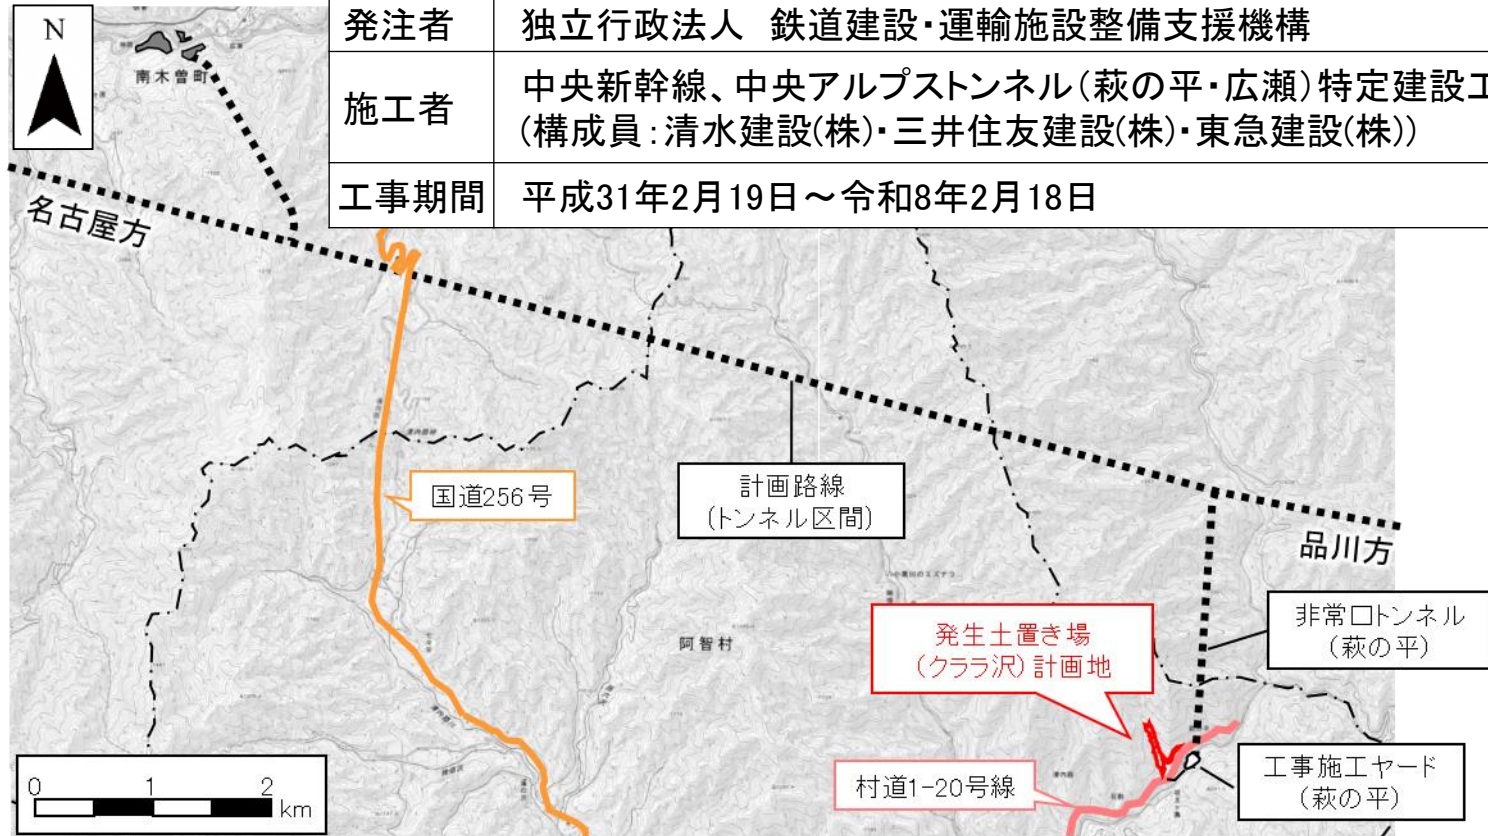 発注者
独立行政法人 鉄道建設・運輸施設整備支援機構
施工者
中央新幹線、中央アルプストンネル(萩の平・広瀬)特定建設工
(構成員:清水建設(株)・三井住友建設(株)・東急建設(株))
工事期間
平成31年2月19日～令和8年2月18日
N
南木曽町
名古屋方
国道256号
計画路線
(トンネル区間)
品川方
阿智村
発生土置き場
(クララ沢)計画地
非常口トンネル
(萩の平)
村道1-20号線
工事施工ヤード
(萩の平)
0 1 2
km